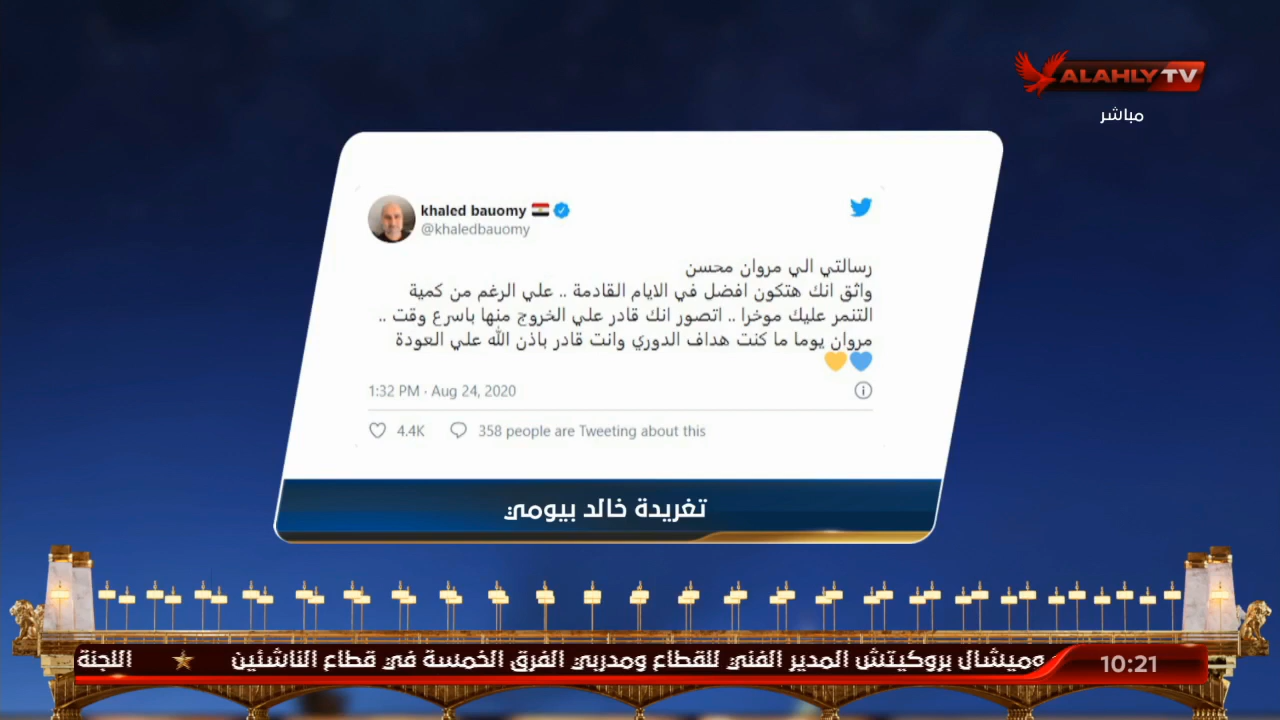 ALAHLY TV
مباشر
khaled bauomy
@khaledbauomy
رسالتي الي مروان محسن
واثق انك هتكون افضل في الايام القادمة .. علي الرغم من كمية
التنمر عليك موخرا .. اتصور انك قادر علي الخروج منها باسرع وقت ..
مروان يوما ما كنت هداف الدوري وانت قادر باذن الله علي العودة
💙💛
1:32 PM · Aug 24, 2020
4.4K 358 people are Tweeting about this
تغريدة خالد بيومي
وميشال بروكيتش المدير الفني للقطاع ومدربي الفرق الخمسة في قطاع الناشئين ★ اللجنة
10:21